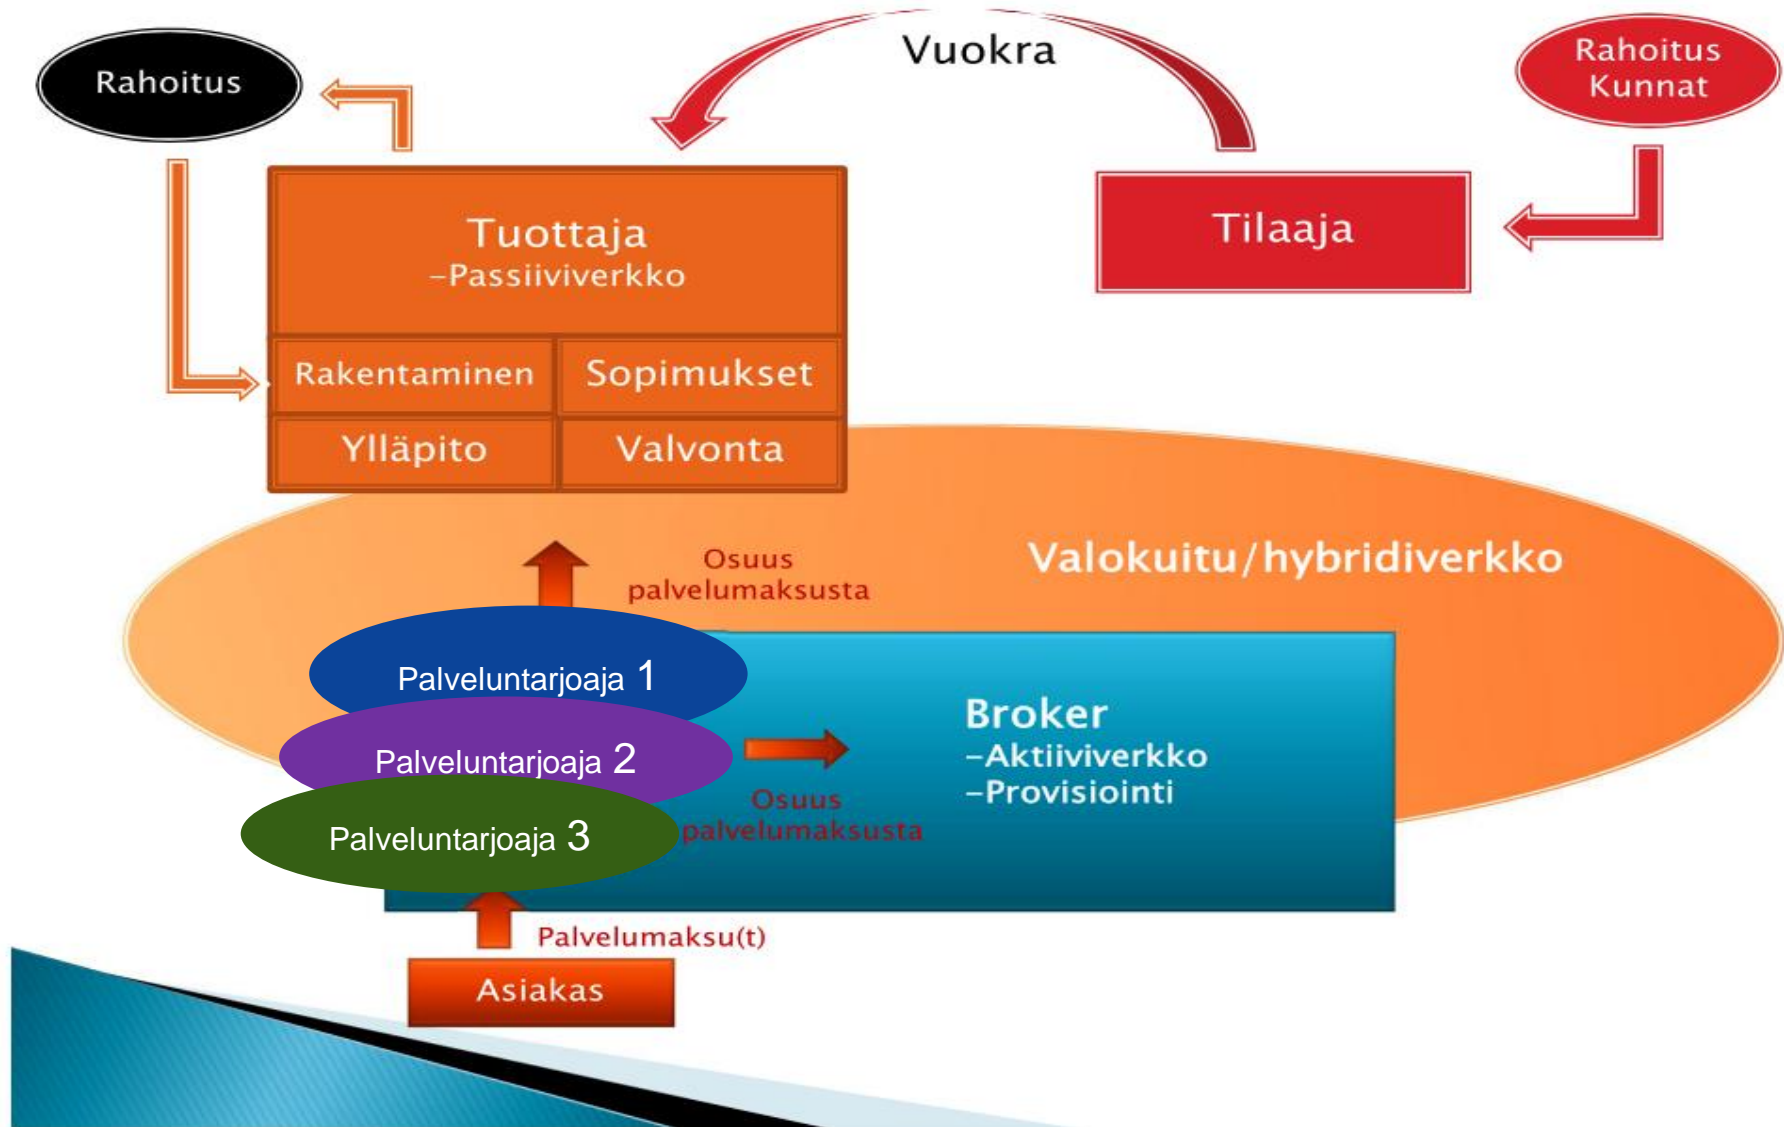 Rahoitus
Vuokra
Rahoitus
Kunnat
Tuottaja
–Passiiviverkko
Tilaaja
Rakentaminen
Sopimukset
Ylläpito
Valvonta
Osuus
palvelumaksusta
Valokuitu/hybridiverkko
Palveluntarjoaja 1
Palveluntarjoaja 2
Palveluntarjoaja 3
Broker
–Aktiiviverkko
–Provisiointi
Osuus
palvelumaksusta
Palvelumaksu(t)
Asiakas